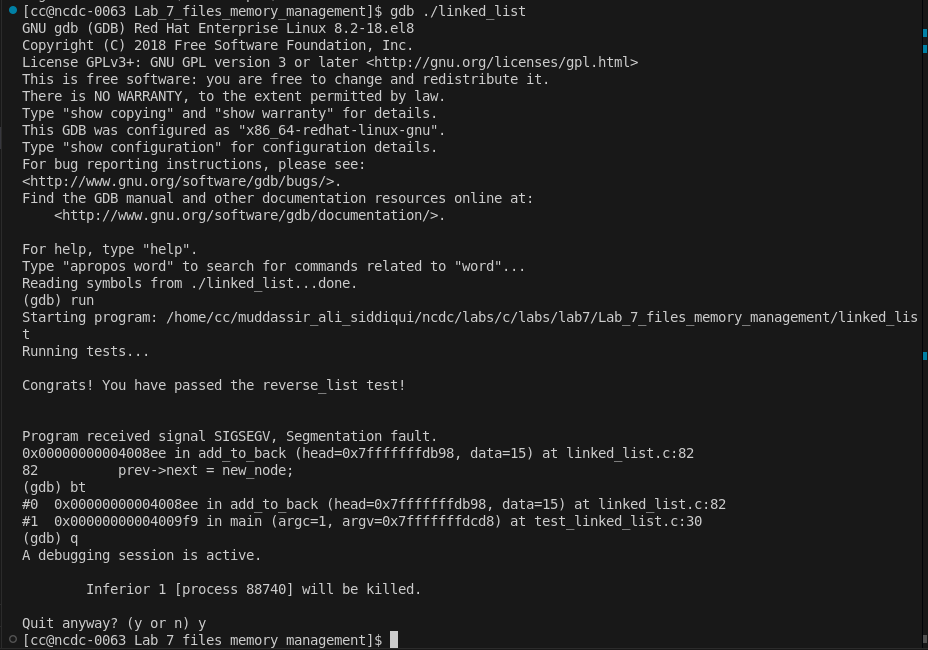 [cc@ncdc-0063 Lab_7_files_memory_management]$ gdb ./linked_list
GNU gdb (GDB) Red Hat Enterprise Linux 8.2-18.el8
Copyright (C) 2018 Free Software Foundation, Inc.
License GPLv3+: GNU GPL version 3 or later <http://gnu.org/licenses/gpl.html>
This is free software: you are free to change and redistribute it.
There is NO WARRANTY, to the extent permitted by law.
Type "show copying" and "show warranty" for details.
This GDB was configured as "x86_64-redhat-linux-gnu".
Type "show configuration" for configuration details.
For bug reporting instructions, please see:
<http://www.gnu.org/software/gdb/bugs/>.
Find the GDB manual and other documentation resources online at:
    <http://www.gnu.org/software/gdb/documentation/>.

For help, type "help".
Type "apropos word" to search for commands related to "word"...
Reading symbols from ./linked_list...done.
(gdb) run
Starting program: /home/cc/muddassir_ali_siddiqui/ncdc/labs/c/labs/lab7/Lab_7_files_memory_management/linked_lis
t
Running tests...

Congrats! You have passed the reverse_list test!


Program received signal SIGSEGV, Segmentation fault.
0x00000000004008ee in add_to_back (head=0x7fffffffdb98, data=15) at linked_list.c:82
82          prev->next = new_node;
(gdb) bt
#0  0x00000000004008ee in add_to_back (head=0x7fffffffdb98, data=15) at linked_list.c:82
#1  0x00000000004009f9 in main (argc=1, argv=0x7fffffffdcd8) at test_linked_list.c:30
(gdb) q
A debugging session is active.

        Inferior 1 [process 88740] will be killed.

Quit anyway? (y or n) y
[cc@ncdc-0063 Lab_7_files_memory_management]$